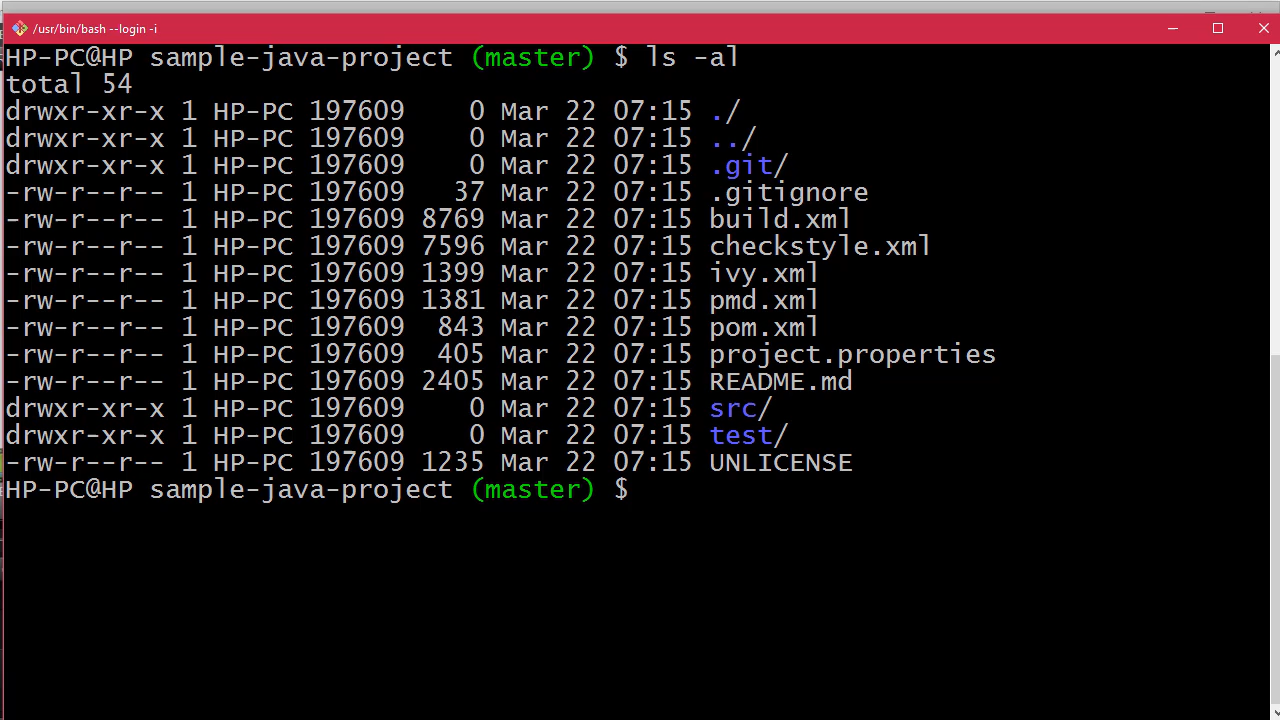 /usr/bin/bash --login -i
HP-PC@HP sample-java-project (master) $ ls -al
total 54
drwxr-xr-x 1 HP-PC 197609    0 Mar 22 07:15 ./
drwxr-xr-x 1 HP-PC 197609    0 Mar 22 07:15 ../
drwxr-xr-x 1 HP-PC 197609    0 Mar 22 07:15 .git/
-rw-r--r-- 1 HP-PC 197609   37 Mar 22 07:15 .gitignore
-rw-r--r-- 1 HP-PC 197609 8769 Mar 22 07:15 build.xml
-rw-r--r-- 1 HP-PC 197609 7596 Mar 22 07:15 checkstyle.xml
-rw-r--r-- 1 HP-PC 197609 1399 Mar 22 07:15 ivy.xml
-rw-r--r-- 1 HP-PC 197609 1381 Mar 22 07:15 pmd.xml
-rw-r--r-- 1 HP-PC 197609  843 Mar 22 07:15 pom.xml
-rw-r--r-- 1 HP-PC 197609  405 Mar 22 07:15 project.properties
-rw-r--r-- 1 HP-PC 197609 2405 Mar 22 07:15 README.md
drwxr-xr-x 1 HP-PC 197609    0 Mar 22 07:15 src/
drwxr-xr-x 1 HP-PC 197609    0 Mar 22 07:15 test/
-rw-r--r-- 1 HP-PC 197609 1235 Mar 22 07:15 UNLICENSE
HP-PC@HP sample-java-project (master) $